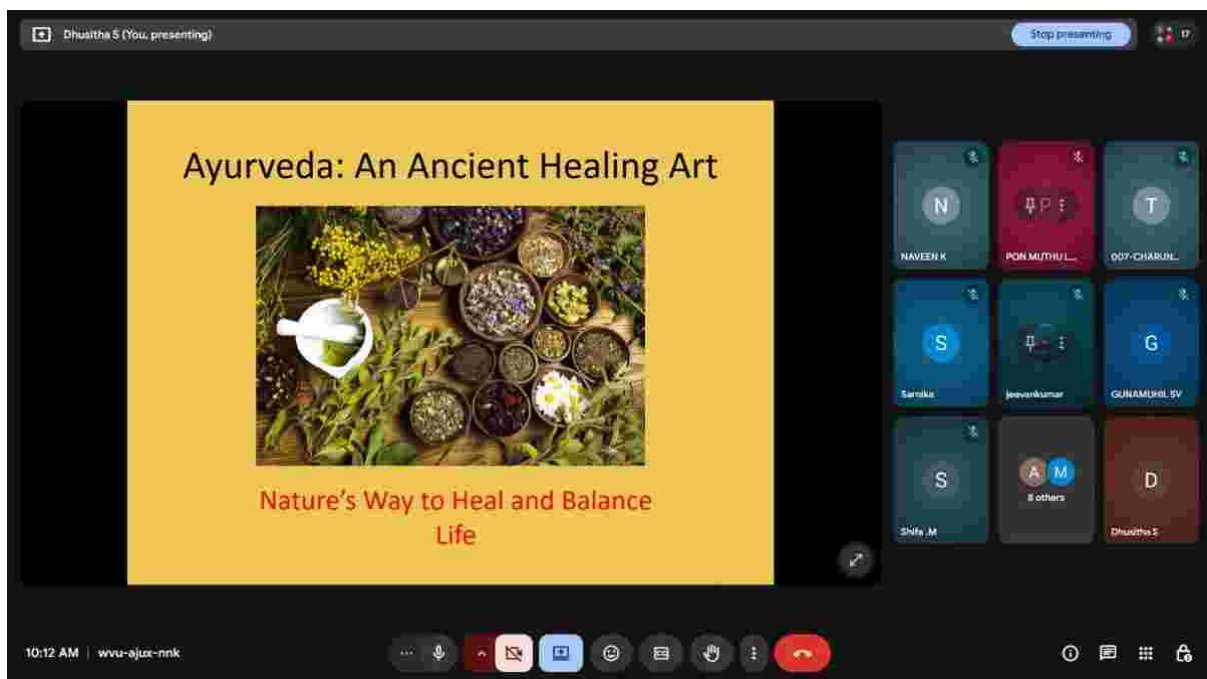 Dhusitha S (You, presenting)
Stop presenting
17
Ayurveda: An Ancient Healing Art
Nature's Way to Heal and Balance
Life
N
P
T
NAVEEN K
PON MUTHU L...
007-CHARUN...
S
G
Sarnika
jeevankumar
GUNAMUHIL SV
S
A M
8 others
D
Shifa .M
Dhusitha S
10:12 AM | wvu-ajux-nnk